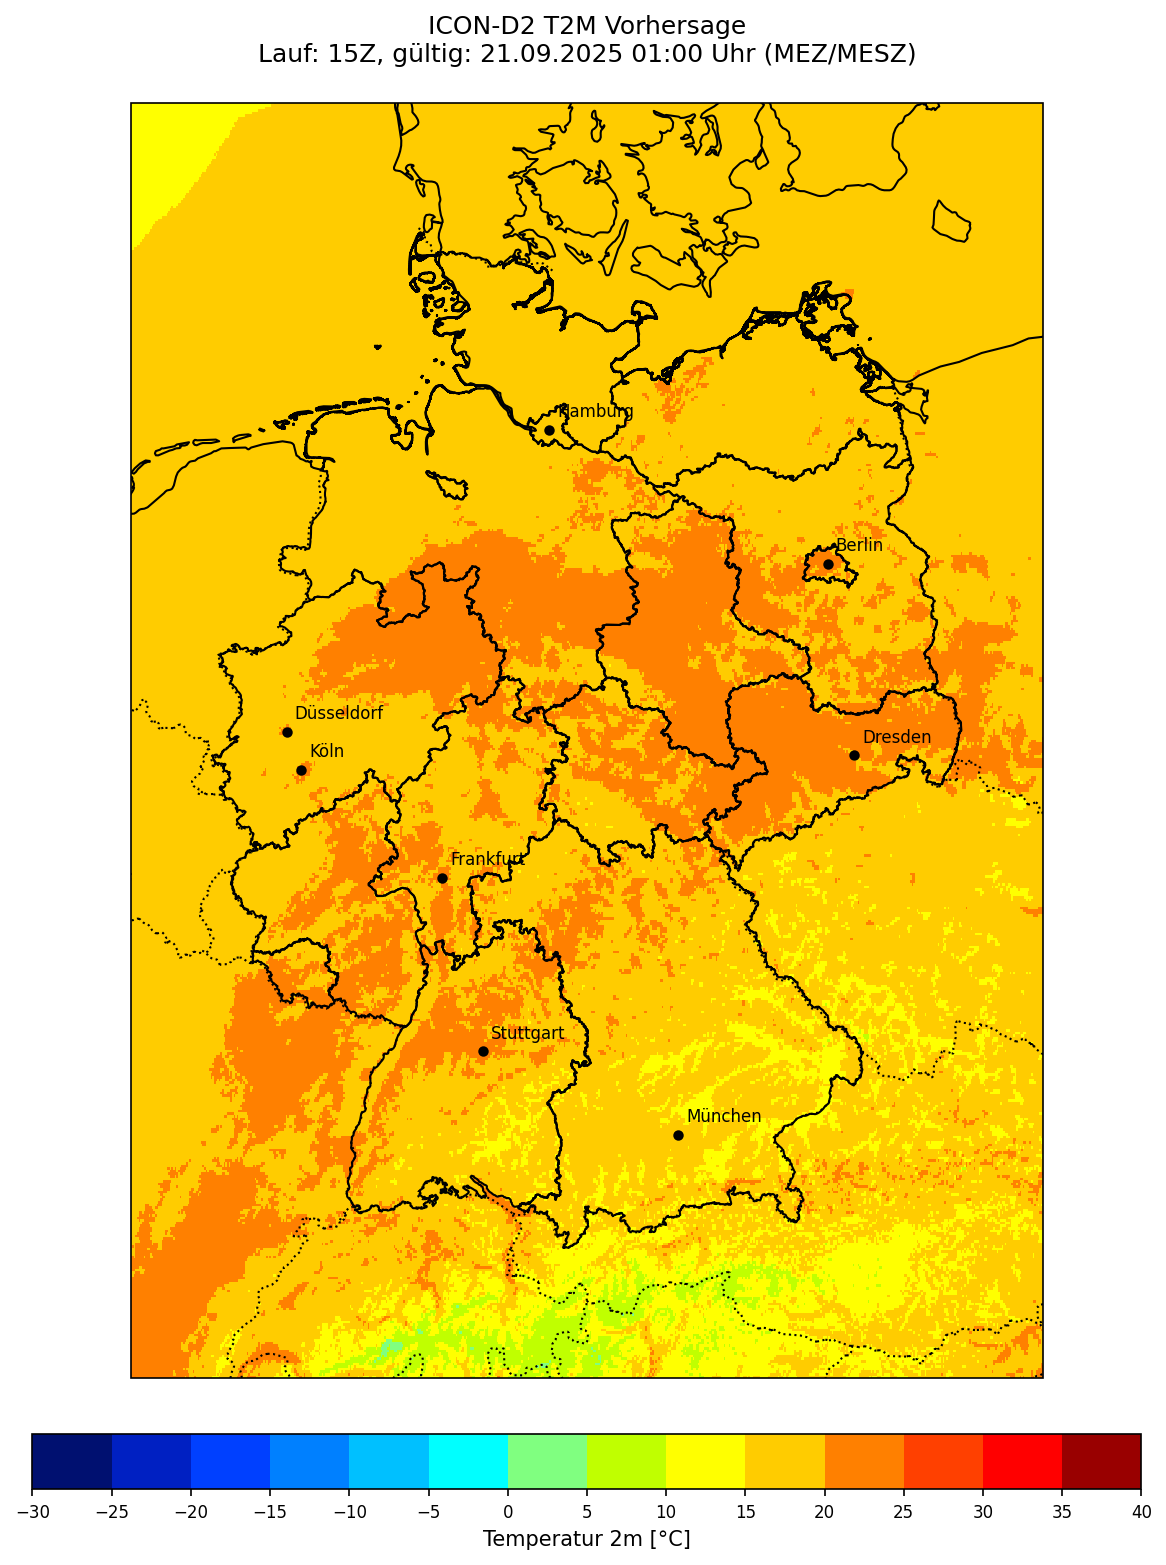 ICON-D2 T2M Vorhersage
Lauf: 15Z, gültig: 21.09.2025 01:00 Uhr (MEZ/MESZ)
Hamburg
Berlin
Düsseldorf
Köln
Dresden
Frankfurt
Stuttgart
München
−30 −25 −20 −15 −10 −5 0 5 10 15 20 25 30 35 40
Temperatur 2m [°C]